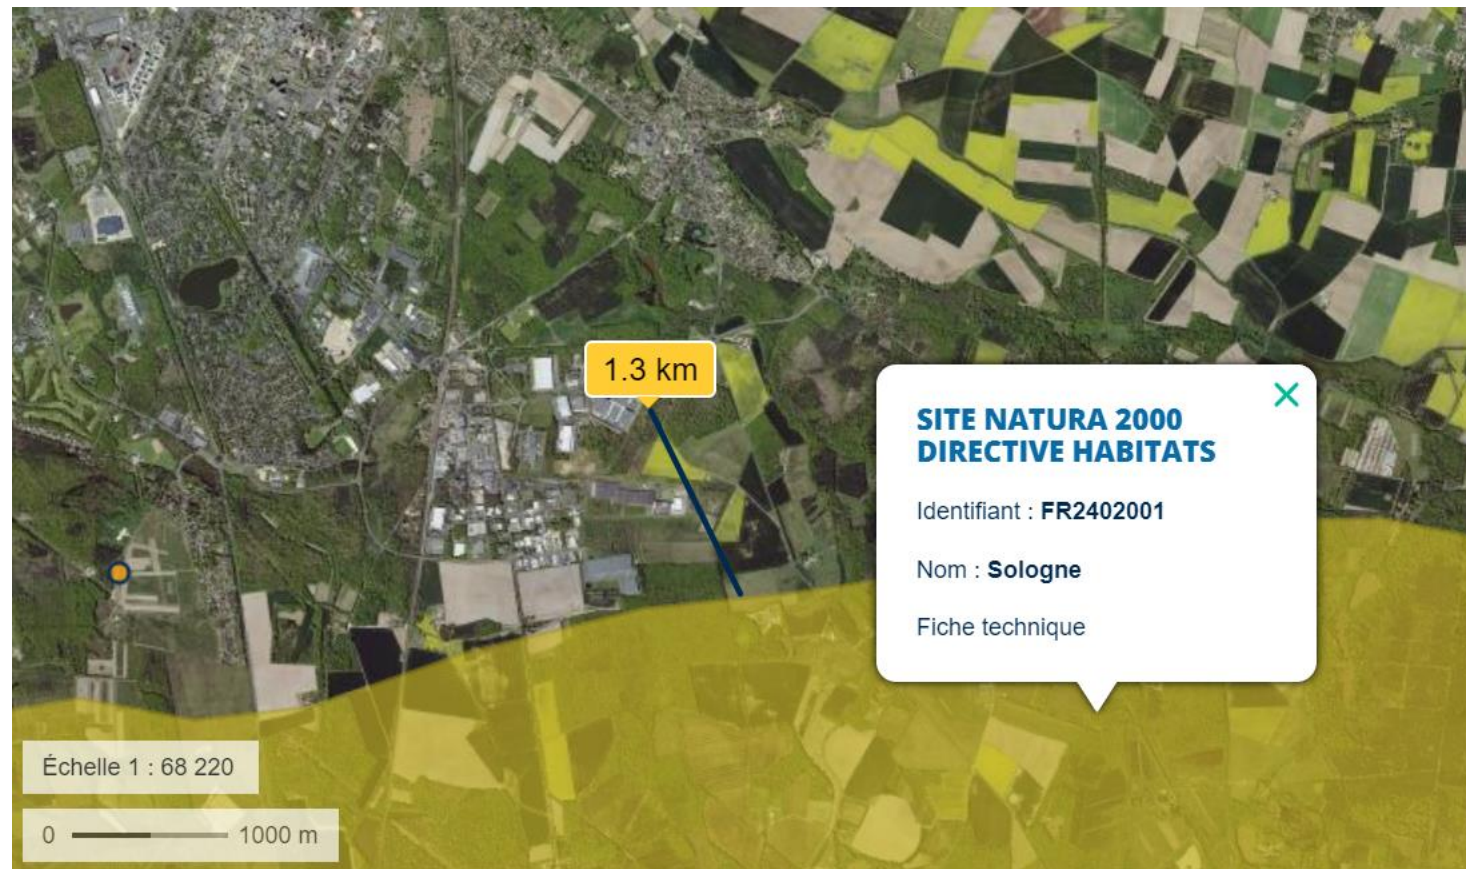 1.3 km
SITE NATURA 2000
DIRECTIVE HABITATS
Identifiant : FR2402001
Nom : Sologne
Fiche technique
Échelle 1 : 68 220
0 1000 m